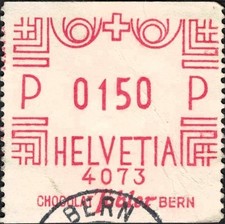 P 0150 P
HELVETIA
4073
CHOCOLAT Tobler BERN
BERN